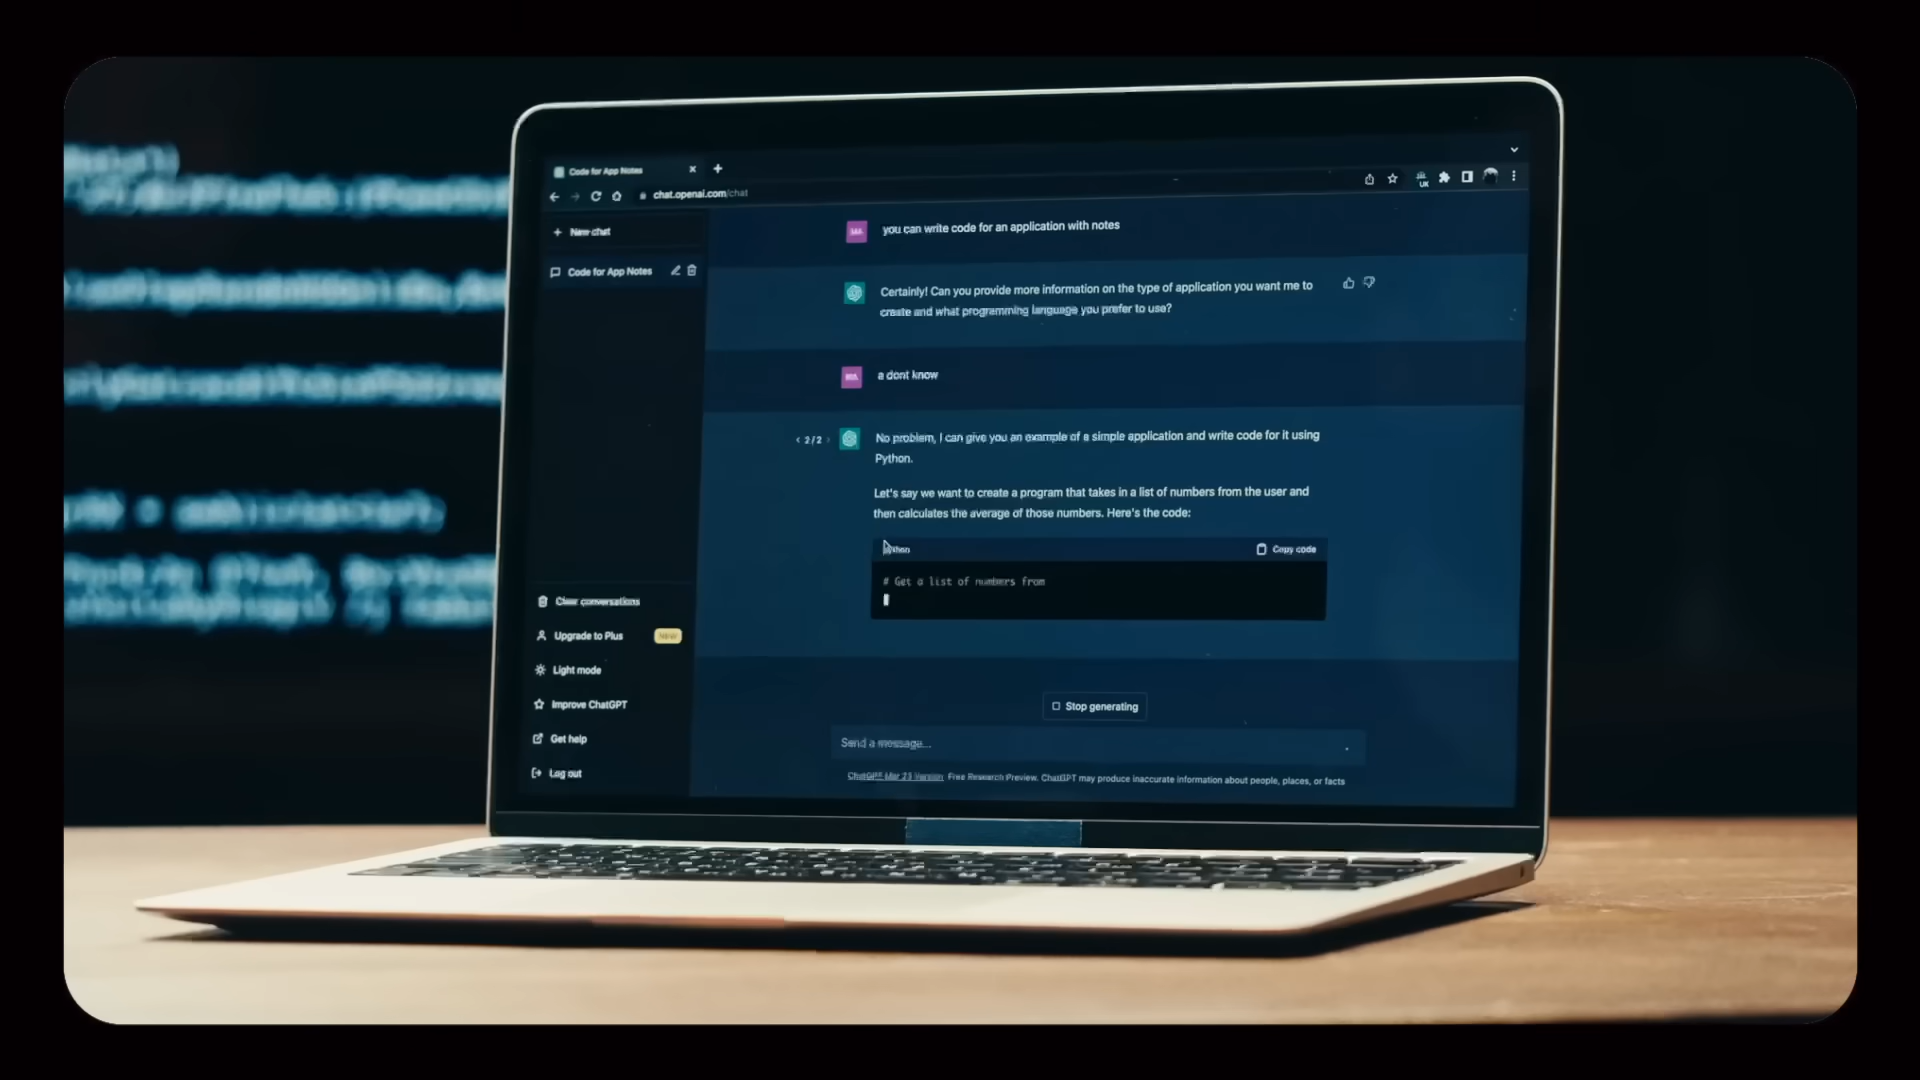 Code for App Notes
chat.openai.com/chat
UK
New chat
Code for App Notes
you can write code for an application with notes
Certainly! Can you provide more information on the type of application you want me to
create and what programming language you prefer to use?
a dont know
< 2/2 >
No problem, I can give you an example of a simple application and write code for it using
Python.
Let's say we want to create a program that takes in a list of numbers from the user and
then calculates the average of those numbers. Here's the code:
python
Copy code
# Get a list of numbers from
Clear conversations
Upgrade to Plus
NEW
Light mode
Improve ChatGPT
Get help
Log out
Stop generating
Send a message...
ChatGPT Mar 23 Version. Free Research Preview. ChatGPT may produce inaccurate information about people, places, or facts